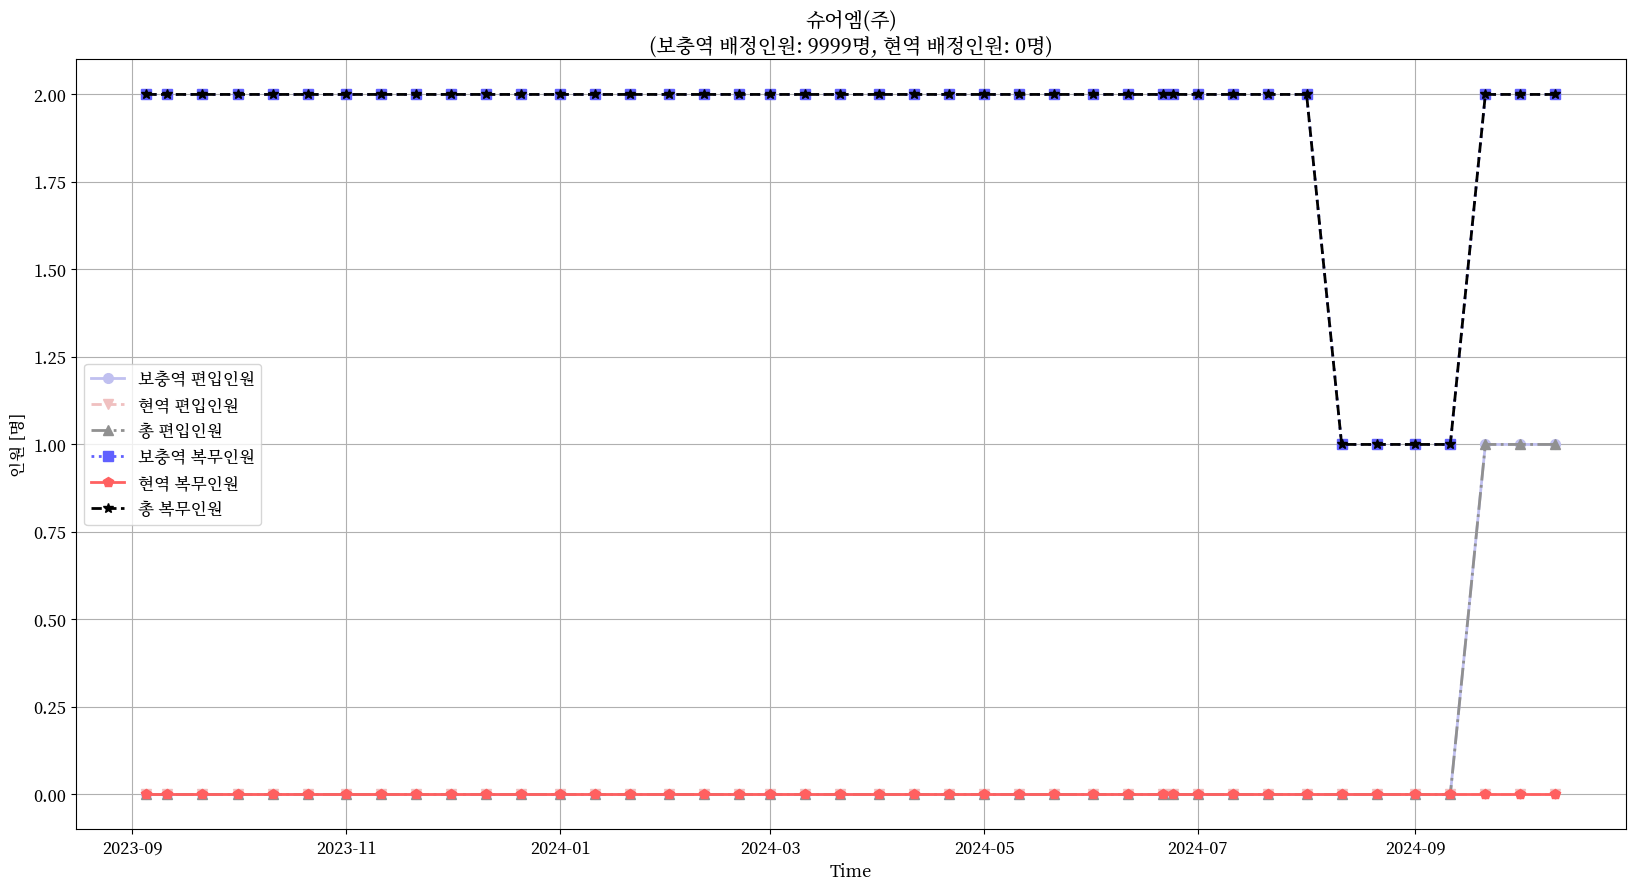 슈어엠(주)
(보충역 배정인원: 9999명, 현역 배정인원: 0명)
2.00
1.75
1.50
1.25
1.00
0.75
0.50
0.25
0.00
인원 [명]
보충역 편입인원
현역 편입인원
총 편입인원
보충역 복무인원
현역 복무인원
총 복무인원
2023-09
2023-11
2024-01
2024-03
2024-05
2024-07
2024-09
Time